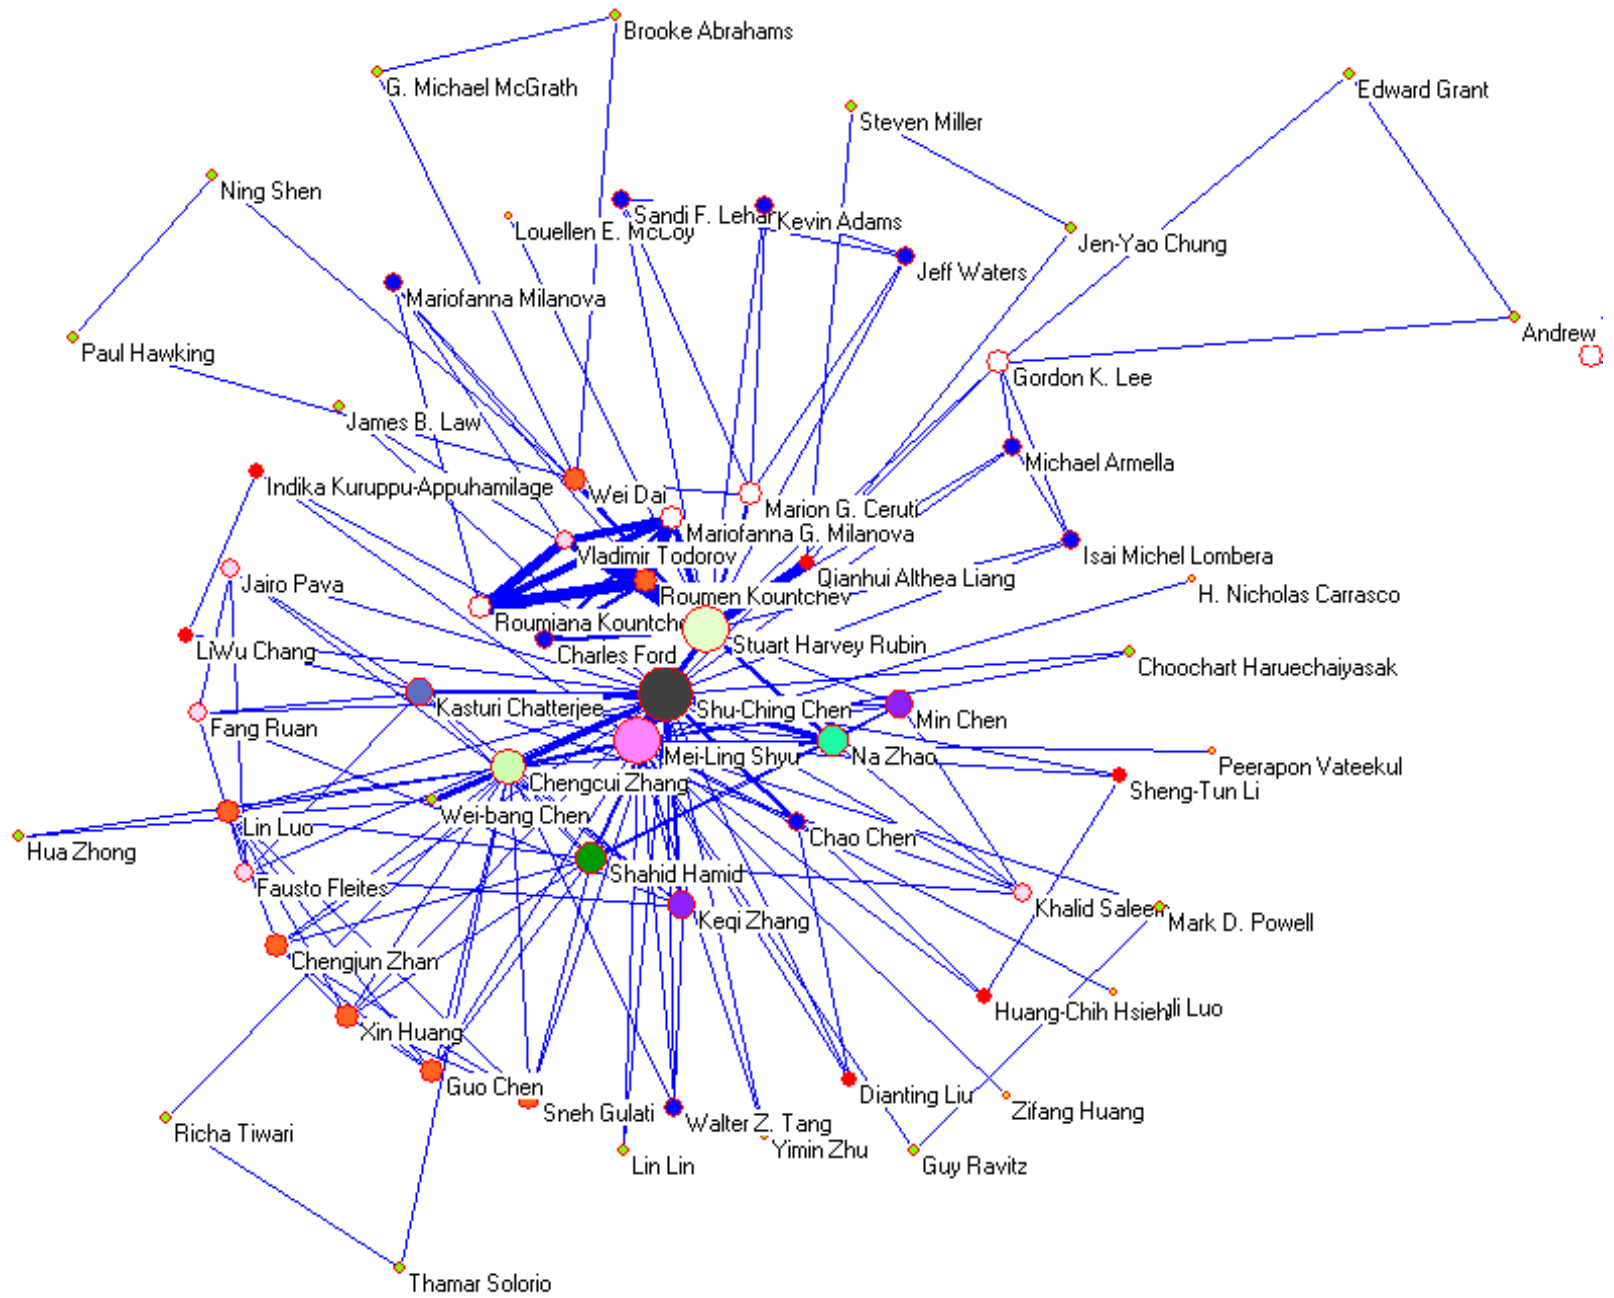 Brooke Abrahams
G. Michael McGrath
Edward Grant
Steven Miller
Ning Shen
Sandi F. Lehar
Kevin Adams
Louellen E. McCoy
Jen-Yao Chung
Jeff Waters
Mariofanna Milanova
Andrew
Paul Hawking
Gordon K. Lee
James B. Law
Michael Armella
Indika Kuruppu-Appuhamilage
Wei Dai
Marion G. Ceruti
Mariofanna G. Milanova
Vladimir Todorov
Isai Michel Lombera
Qianhui Althea Liang
Jairo Pava
Roumen Kountchev
H. Nicholas Carrasco
Roumiana Kountche
Stuart Harvey Rubin
LiWu Chang
Charles Ford
Choochart Haruechaiyasak
Kasturi Chatterjee
Shu-Ching Chen
Min Chen
Fang Ruan
Mei-Ling Shyu
Na Zhao
Peerapon Vateekul
Chengcui Zhang
Sheng-Tun Li
Wei-bang Chen
Lin Luo
Chao Chen
Hua Zhong
Shahid Hamid
Fausto Fleites
Khalid Saleem
Mark D. Powell
Keqi Zhang
Chengjun Zhan
Huang-Chih Hsieh
li Luo
Xin Huang
Guo Chen
Dianting Liu
Zifang Huang
Sneh Gulati
Walter Z. Tang
Richa Tiwari
Yimin Zhu
Lin Lin
Guy Ravitz
Thamar Solorio